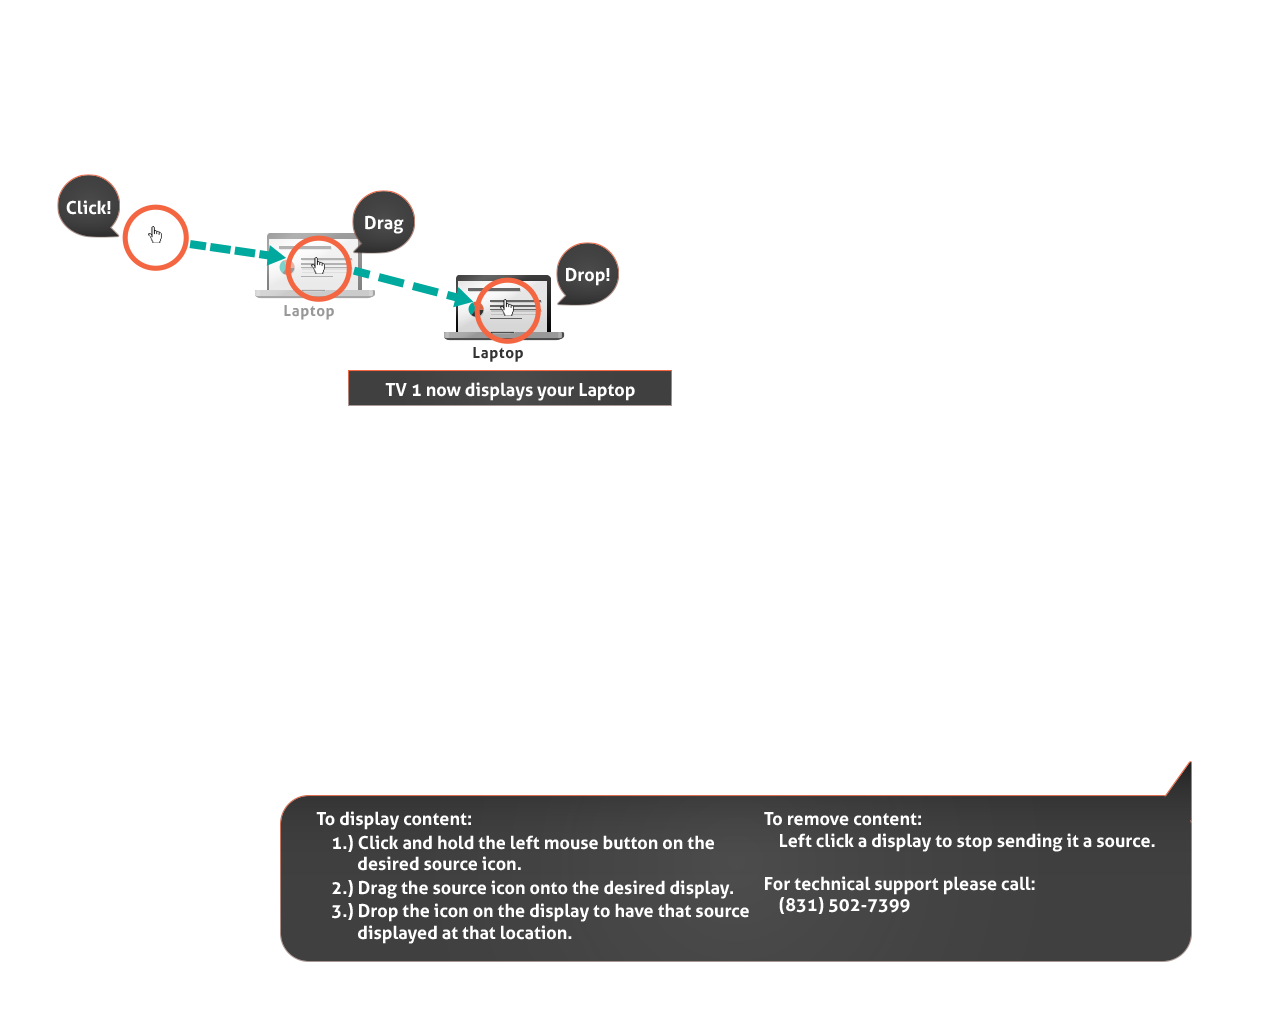 Click!
Drag
Drop!
Laptop
Laptop
TV 1 now displays your Laptop
To display content:
1.) Click and hold the left mouse button on the
desired source icon.
2.) Drag the source icon onto the desired display.
3.) Drop the icon on the display to have that source
displayed at that location.
To remove content:
Left click a display to stop sending it a source.
For technical support please call:
(831) 502-7399